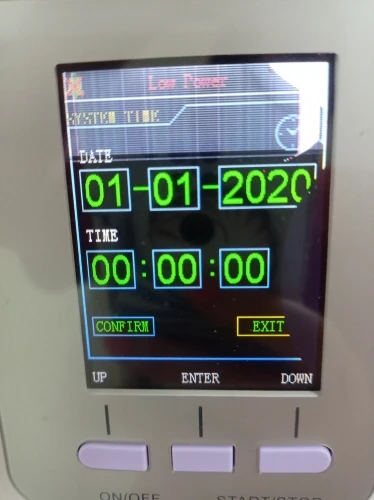 Low Power
SYSTEM TIME
DATE
01-01-2020
TIME
00:00:00
CONFIRM EXIT
UP ENTER DOWN
ON/OFF START/STOP